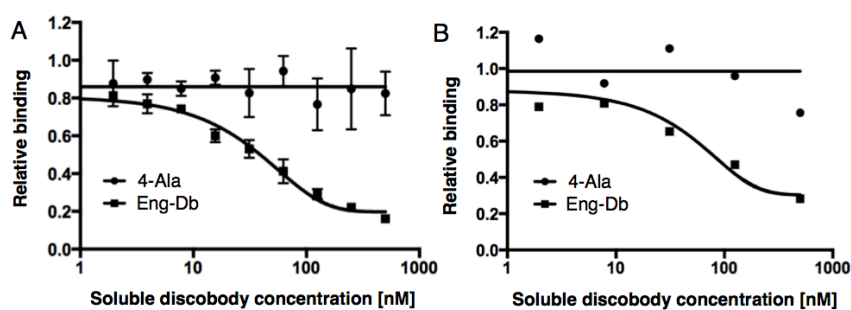 A
1.2
1.0
0.8
0.6
0.4
0.2
0.0
Relative binding
4-Ala
Eng-Db
1 10 100 1000
Soluble discobody concentration [nM]
B
1.2
1.0
0.8
0.6
0.4
0.2
0.0
Relative binding
4-Ala
Eng-Db
1 10 100 1000
Soluble discobody concentration [nM]